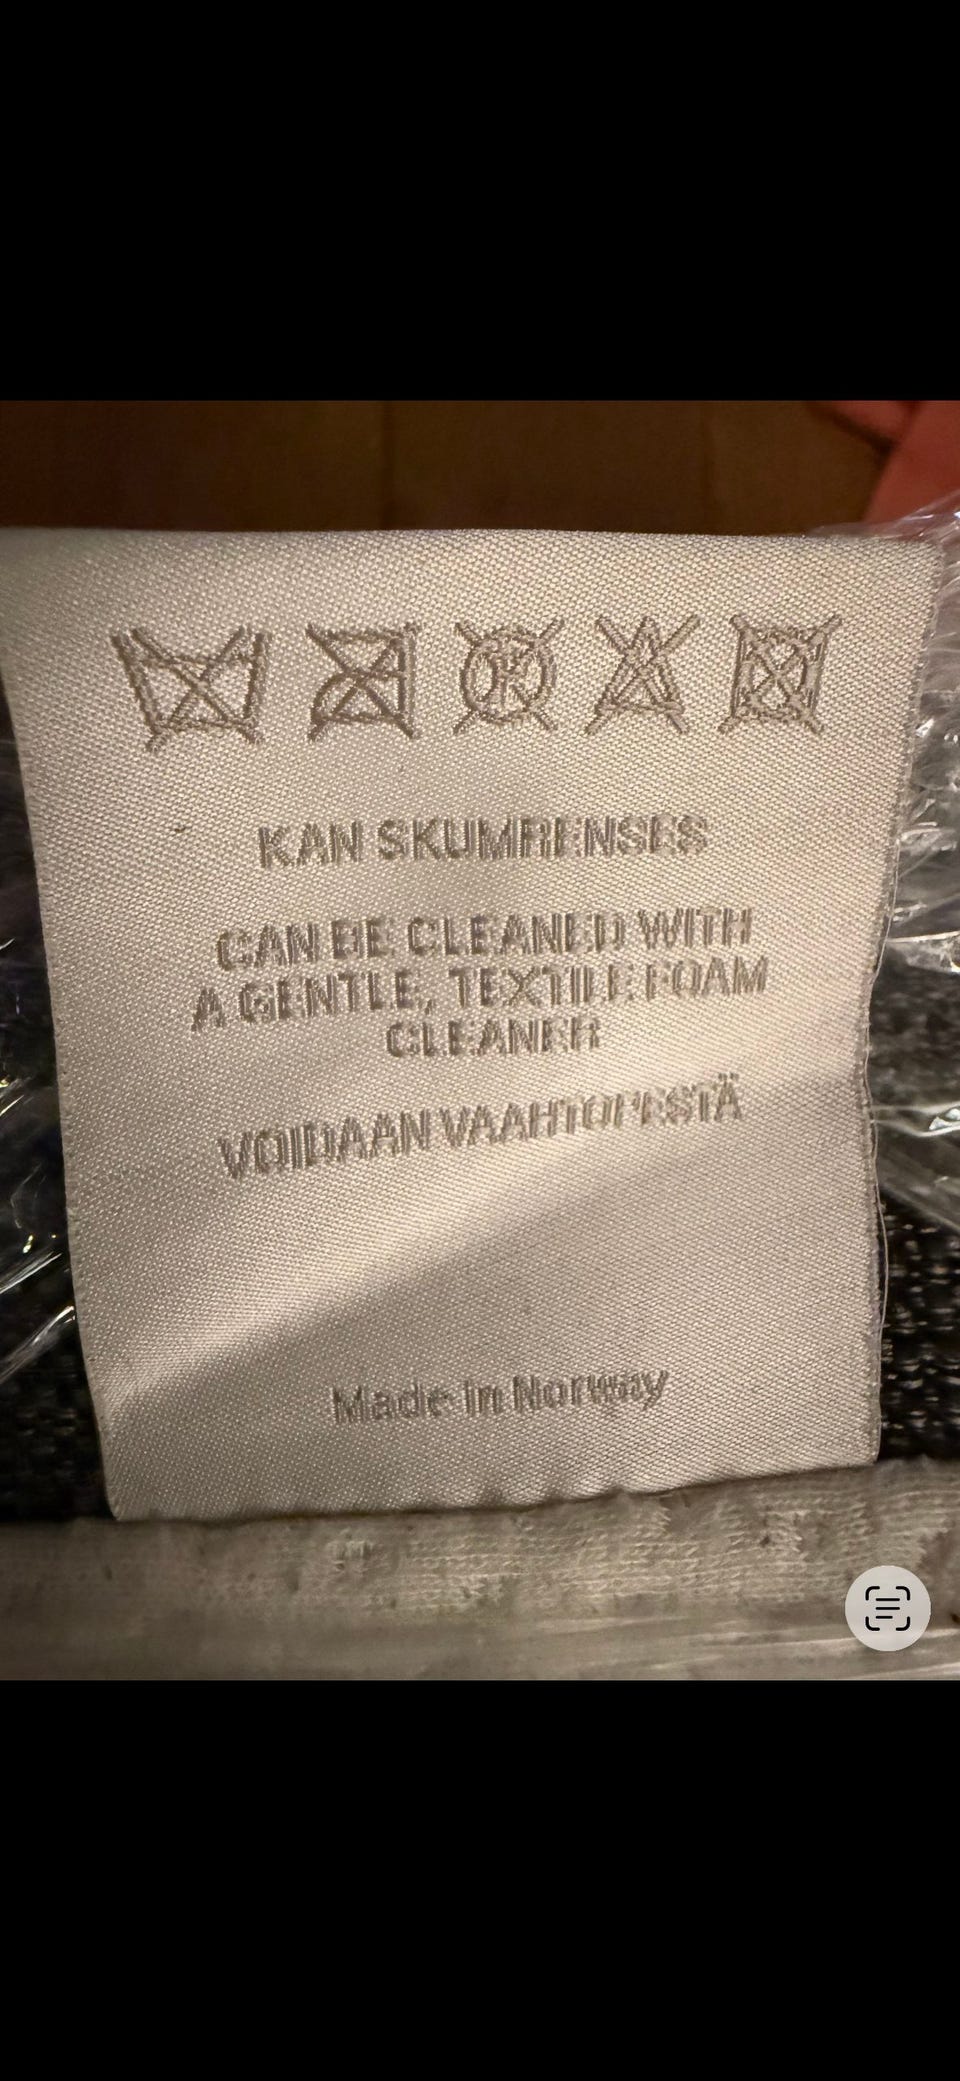 KAN SKUMRENSES
CAN BE CLEANED WITH
A GENTLE, TEXTILE FOAM
CLEANER
VOIDAAN VAAHTOPESTÄ
Made in Norway